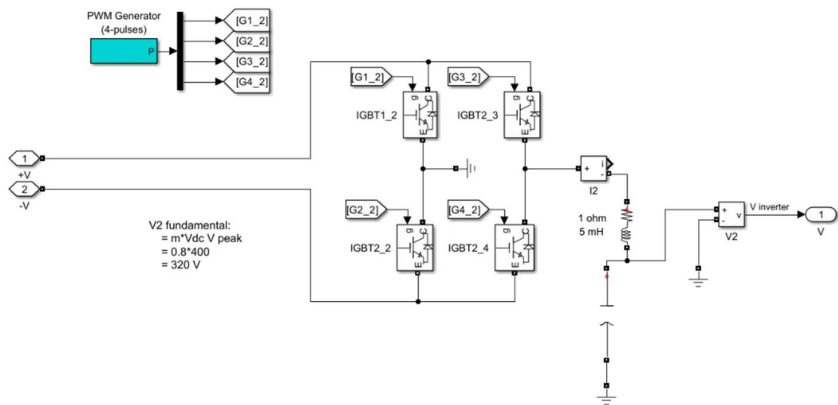 PWM Generator
(4-pulses)
P
[G1_2]
[G2_2]
[G3_2]
[G4_2]
[G1_2]
[G3_2]
g
C
E
g
C
E
IGBT1_2
IGBT2_3
1
+V
2
-V
+
i
-
I2
[G2_2]
[G4_2]
g
C
E
g
C
E
IGBT2_2
IGBT2_4
V2 fundamental:
= m*Vdc V peak
= 0.8*400
= 320 V
1 ohm
5 mH
+
-
v
V2
V inverter
1
V
+
+